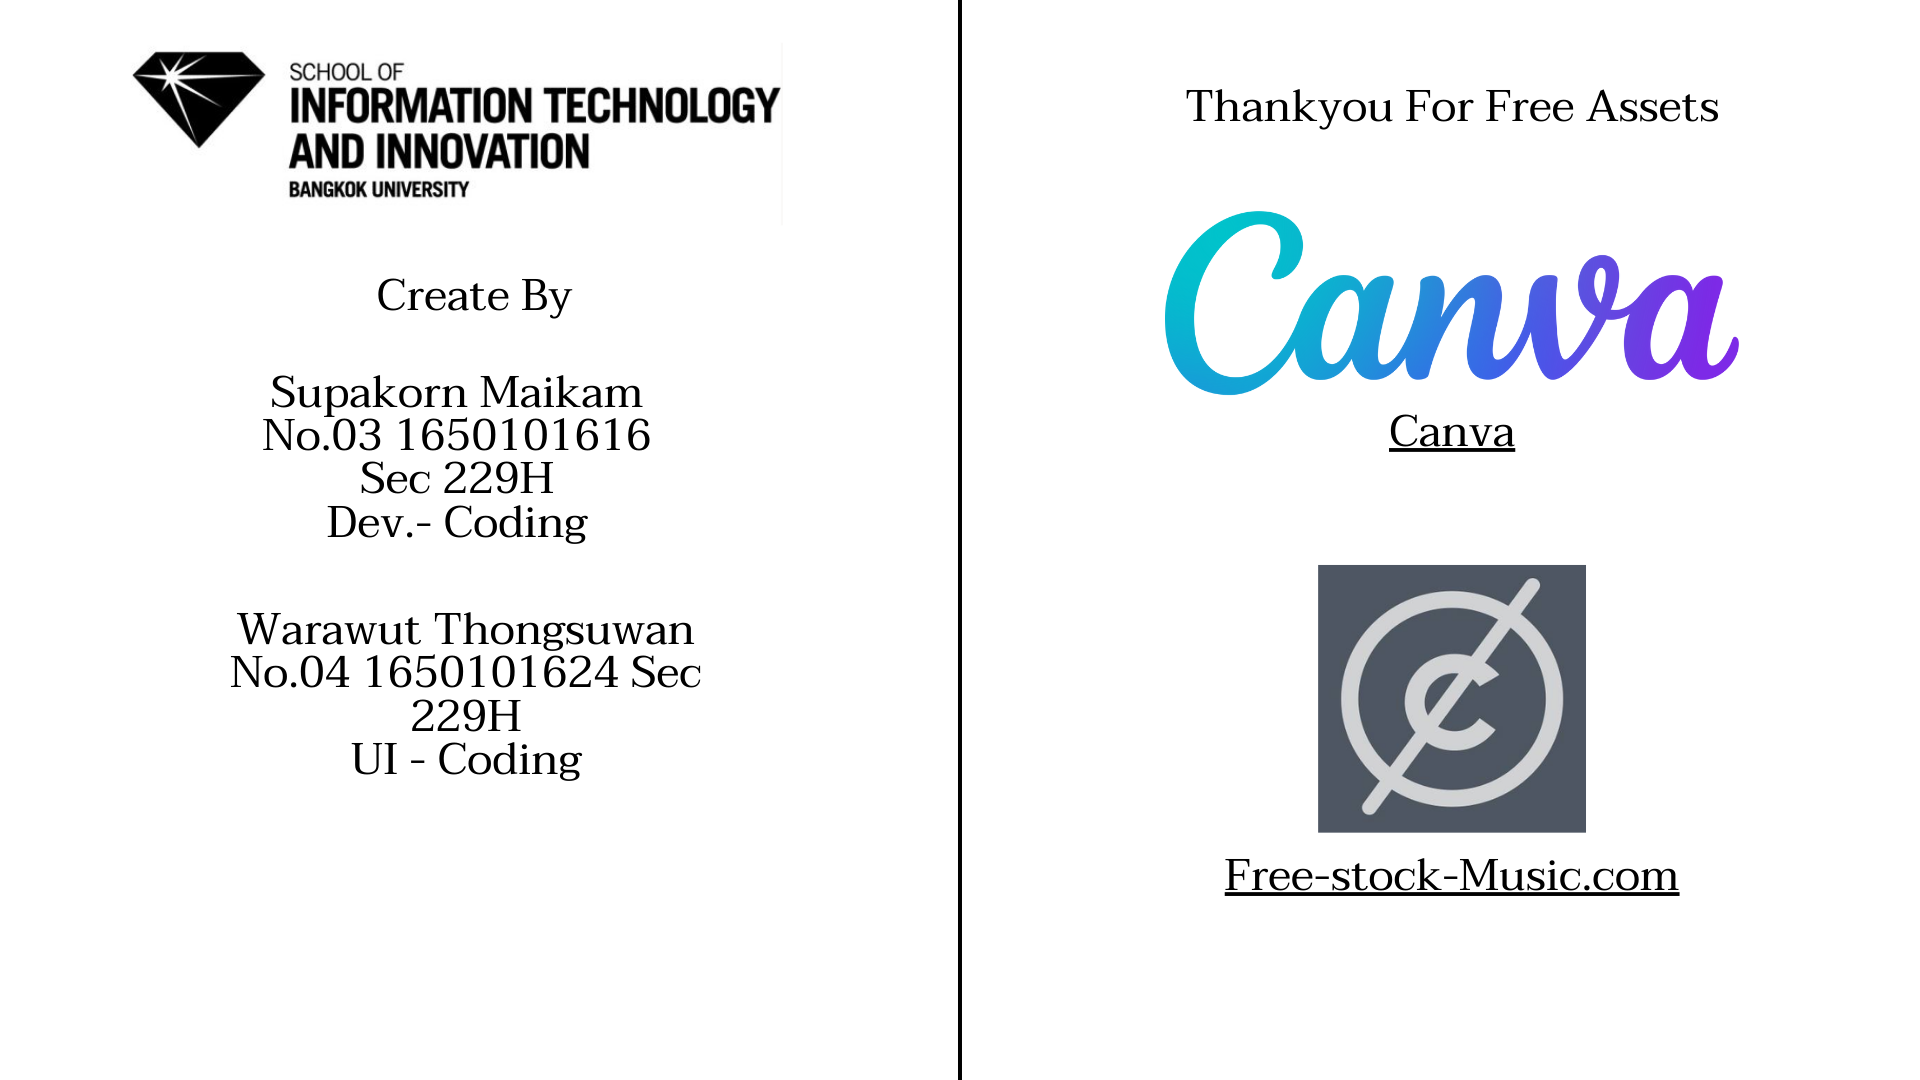 SCHOOL OF
INFORMATION TECHNOLOGY
AND INNOVATION
BANGKOK UNIVERSITY
Create By
Supakorn Maikam
No.03 1650101616
Sec 229H
Dev.- Coding
Warawut Thongsuwan
No.04 1650101624 Sec
229H
UI - Coding
Thankyou For Free Assets
Canva
Canva
Free-stock-Music.com